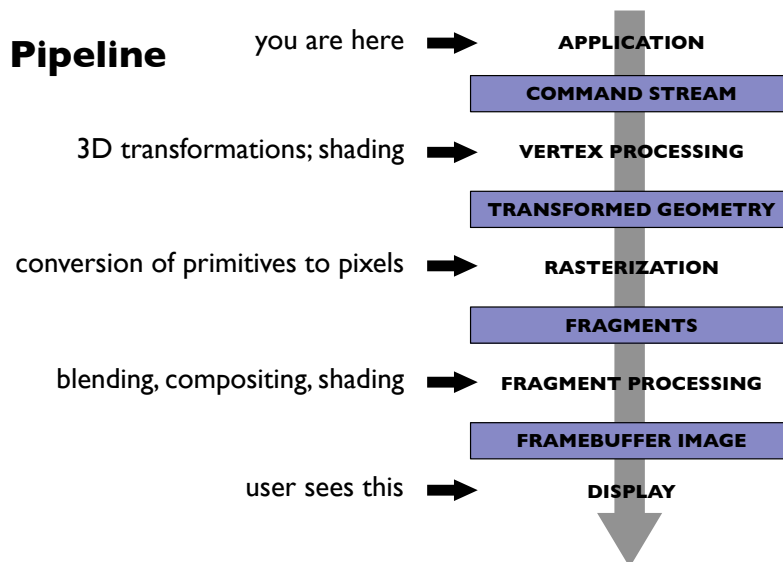 Pipeline
you are here
APPLICATION
COMMAND STREAM
3D transformations; shading
VERTEX PROCESSING
TRANSFORMED GEOMETRY
conversion of primitives to pixels
RASTERIZATION
FRAGMENTS
blending, compositing, shading
FRAGMENT PROCESSING
FRAMEBUFFER IMAGE
user sees this
DISPLAY